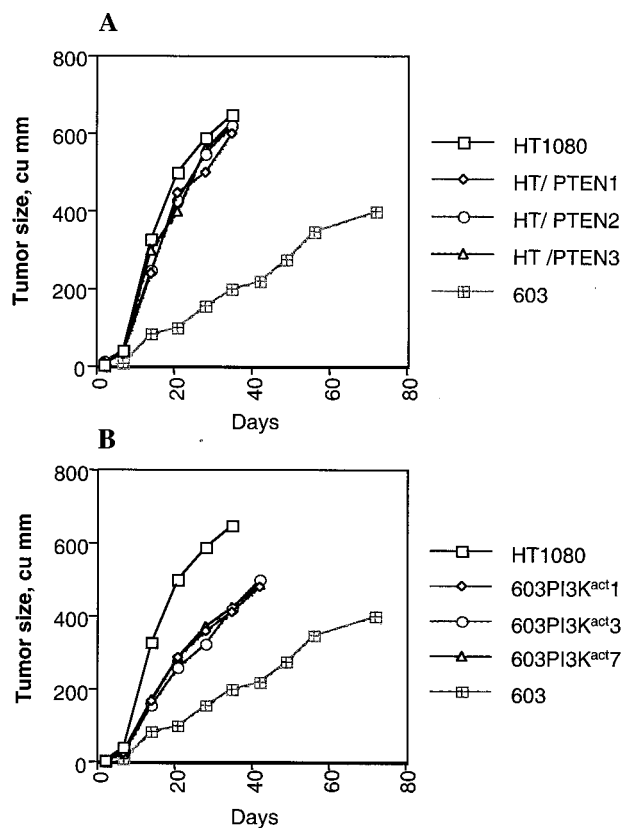 A
Tumor size, cu mm
800
600
400
200
0
0
20
40
60
80
Days
HT1080
HT/ PTEN1
HT/ PTEN2
HT /PTEN3
603
B
Tumor size, cu mm
800
600
400
200
0
0
20
40
60
80
Days
HT1080
603PI3Kact1
603PI3Kact3
603PI3Kact7
603